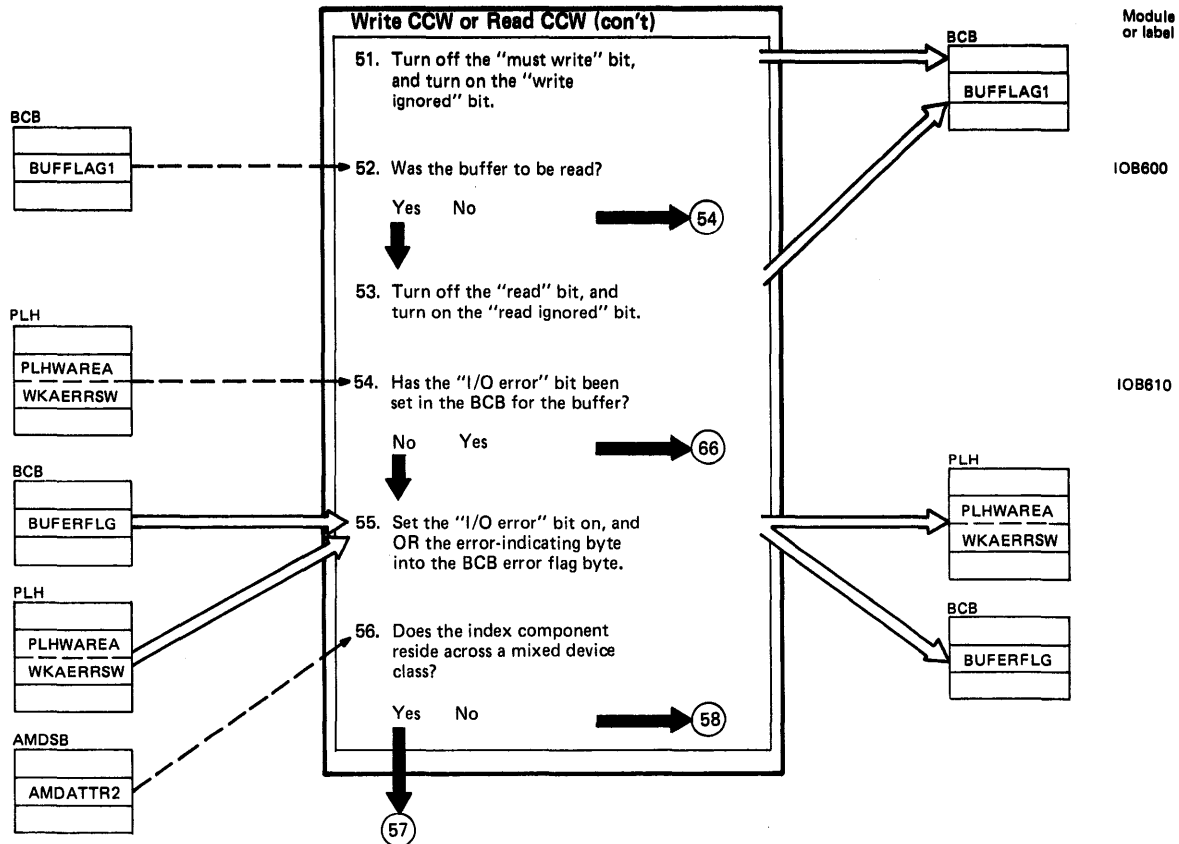 Write CCW or Read CCW (con't)
Module
or label
51. Turn off the "must write" bit,
and turn on the "write
ignored" bit.
BCB
BUFFLAG1
BCB
BUFFLAG1
52. Was the buffer to be read?
IOB600
Yes No
54
53. Turn off the "read" bit, and
turn on the "read ignored" bit.
PLH
PLHWAREA
WKAERRSW
54. Has the "I/O error" bit been
set in the BCB for the buffer?
IOB610
No Yes
66
BCB
BUFERFLG
55. Set the "I/O error" bit on, and
OR the error-indicating byte
into the BCB error flag byte.
PLH
PLHWAREA
WKAERRSW
PLH
PLHWAREA
WKAERRSW
BCB
BUFERFLG
56. Does the index component
reside across a mixed device
class?
Yes No
58
AMDSB
AMDATTR2
57